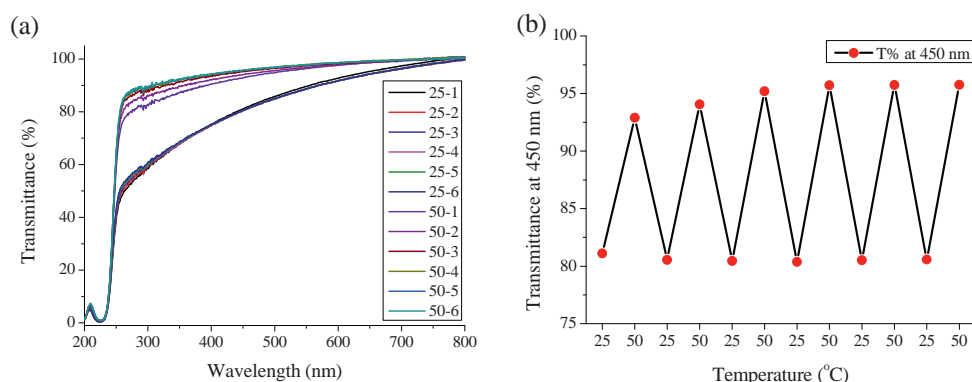 (a)
100
80
60
40
20
0
Transmittance (%)
200 300 400 500 600 700 800
Wavelength (nm)
25-1
25-2
25-3
25-4
25-5
25-6
50-1
50-2
50-3
50-4
50-5
50-6
(b)
100
95
90
85
80
75
Transmittance at 450 nm (%)
T% at 450 nm
25 50 25 50 25 50 25 50 25 50 25 50
Temperature (°C)